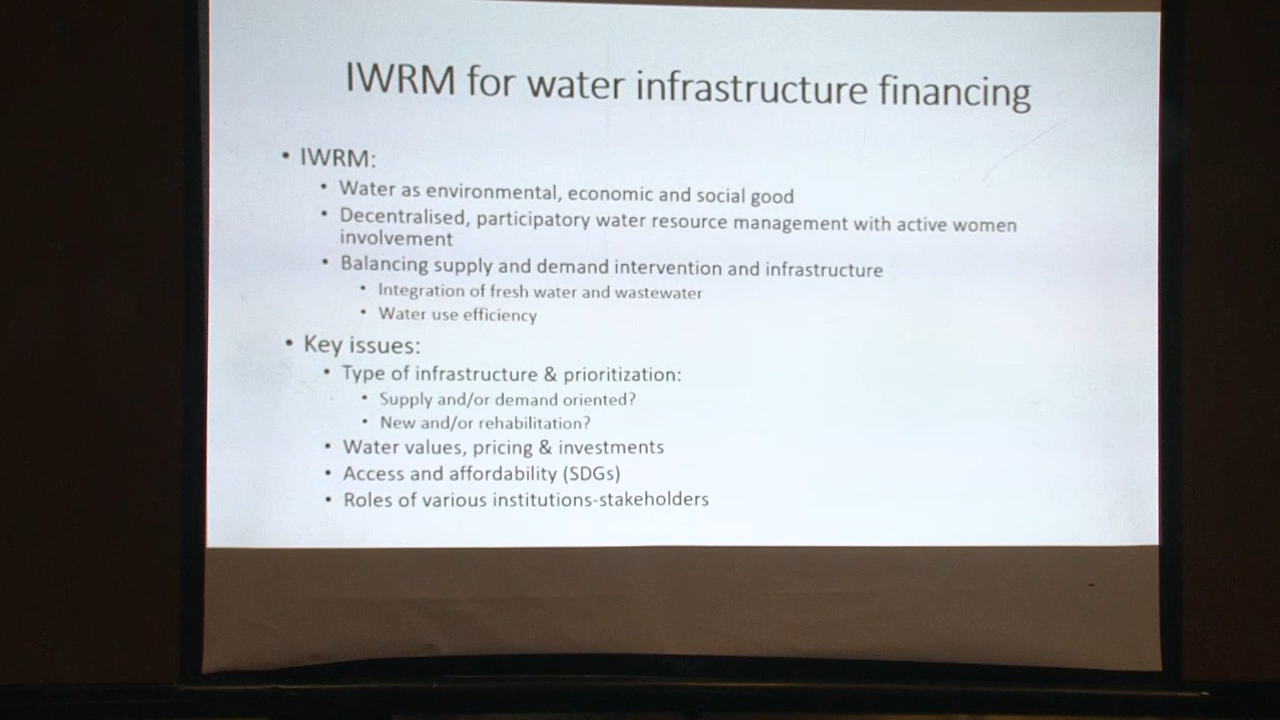 IWRM for water infrastructure financing
• IWRM:
• Water as environmental, economic and social good
• Decentralised, participatory water resource management with active women
involvement
• Balancing supply and demand intervention and infrastructure
• Integration of fresh water and wastewater
• Water use efficiency
• Key issues:
• Type of infrastructure & prioritization:
• Supply and/or demand oriented?
• New and/or rehabilitation?
• Water values, pricing & investments
• Access and affordability (SDGs)
• Roles of various institutions-stakeholders